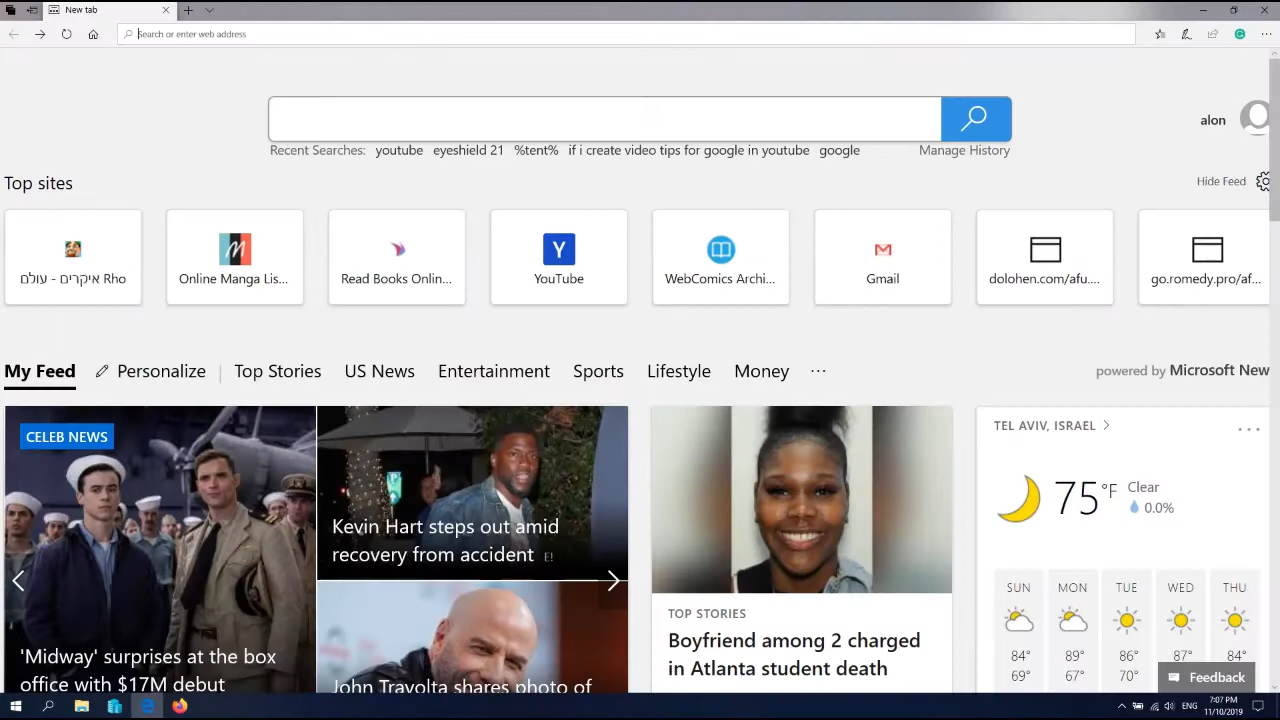 New tab
Search or enter web address
alon
Recent Searches: youtube eyeshield 21 %tent% if i create video tips for google in youtube google Manage History
Top sites
Hide Feed
איקרים - עולם Rho
Online Manga Lis...
Read Books Onlin...
Y
YouTube
WebComics Archi...
Gmail
dolohen.com/afu....
go.romedy.pro/af...
My Feed Personalize Top Stories US News Entertainment Sports Lifestyle Money ...
powered by Microsoft New
CELEB NEWS
'Midway' surprises at the box
office with $17M debut
Kevin Hart steps out amid
recovery from accident E!
John Travolta shares photo of
TOP STORIES
Boyfriend among 2 charged
in Atlanta student death
TEL AVIV, ISRAEL
75°F Clear
0.0%
SUN MON TUE WED THU
84° 89° 86° 87° 84°
69° 67° 70°
Feedback
ENG
7:07 PM
11/10/2019